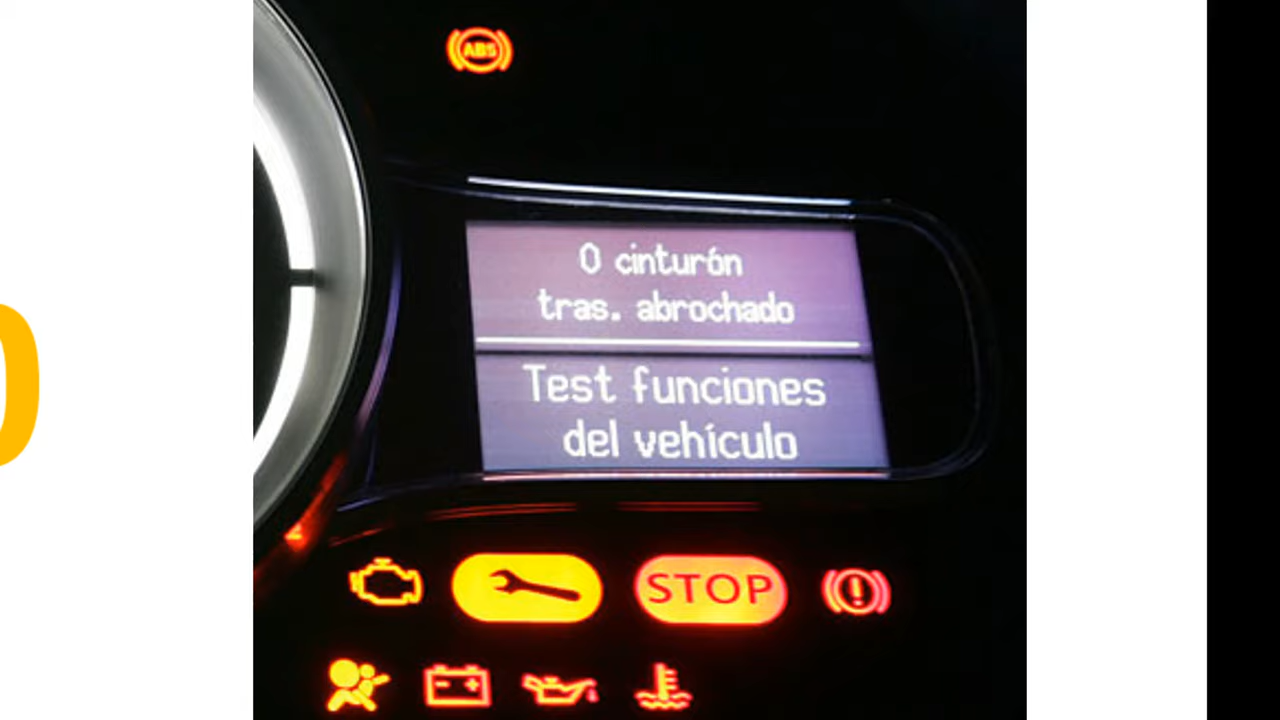 ABS
0 cinturón
tras. abrochado
Test funciones
del vehículo
STOP